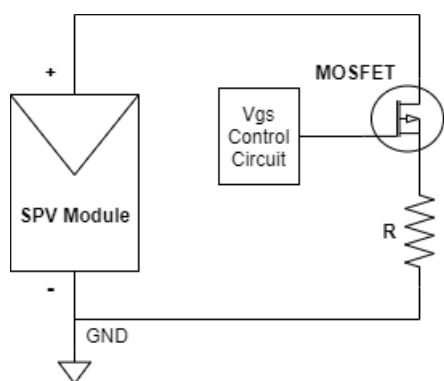 +
MOSFET
Vgs
Control
Circuit
SPV Module
R
-
GND